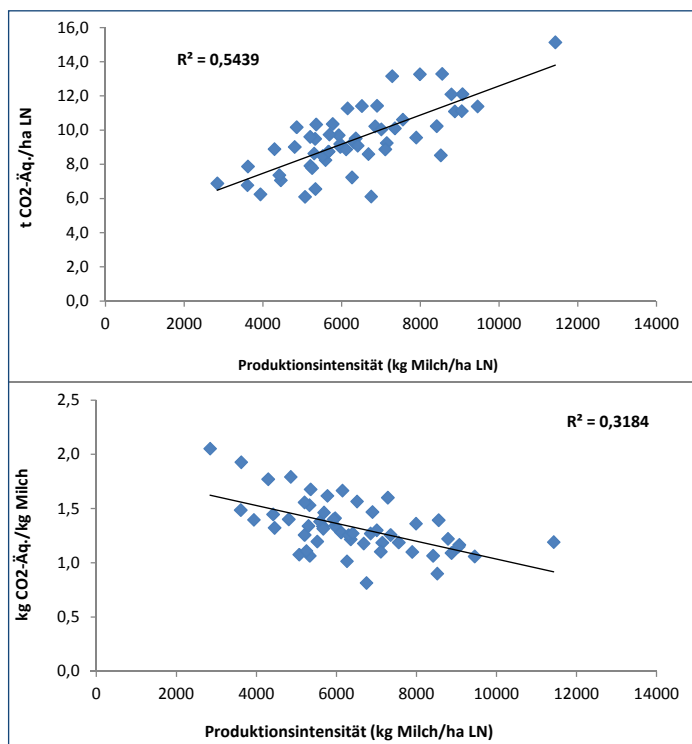 R² = 0,5439
t CO2-Äq./ha LN
16,0
14,0
12,0
10,0
8,0
6,0
4,0
2,0
0,0
0 2000 4000 6000 8000 10000 12000 14000
Produktionsintensität (kg Milch/ha LN)
R² = 0,3184
kg CO2-Äq./kg Milch
2,5
2,0
1,5
1,0
0,5
0,0
0 2000 4000 6000 8000 10000 12000 14000
Produktionsintensität (kg Milch/ha LN)